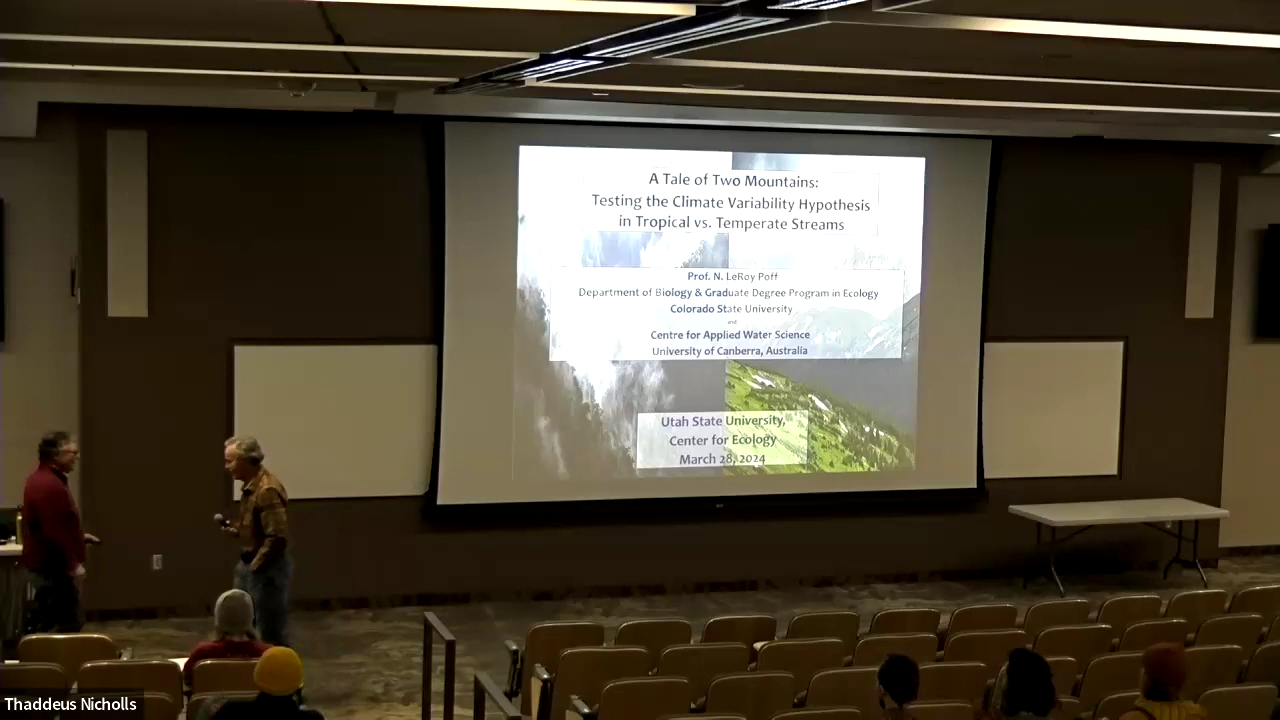 A Tale of Two Mountains:
Testing the Climate Variability Hypothesis
in Tropical vs. Temperate Streams
Prof. N. LeRoy Poff
Department of Biology & Graduate Degree Program in Ecology
Colorado State University
and
Centre for Applied Water Science
University of Canberra, Australia
Utah State University,
Center for Ecology
March 28, 2024
Thaddeus Nicholls